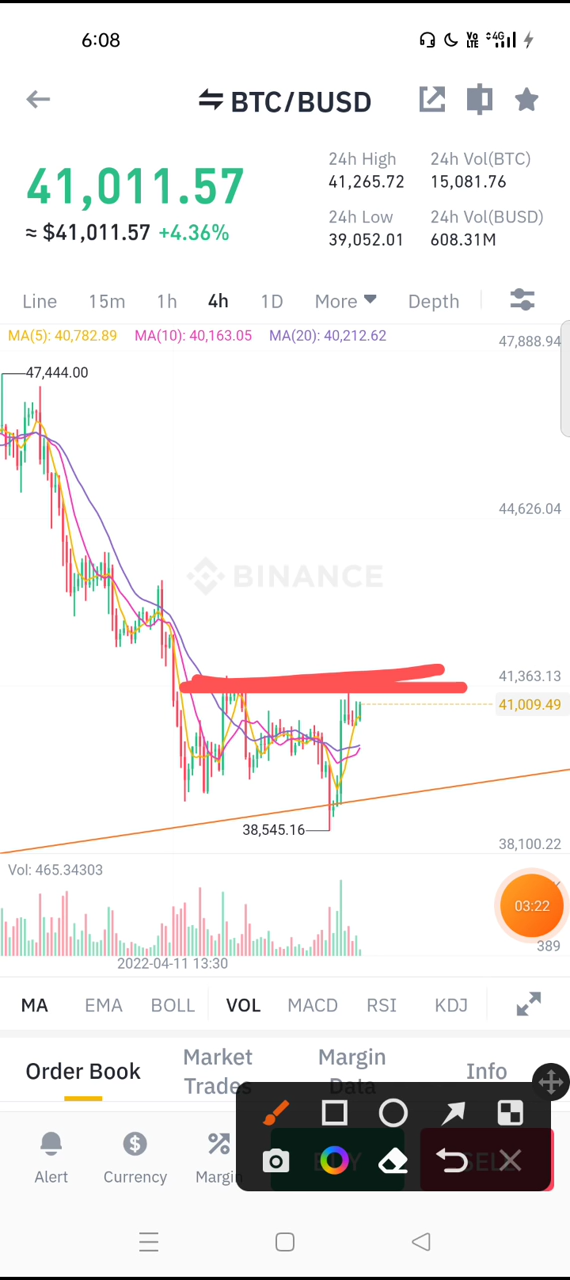 6:08
Vo LTE 4G
BTC/BUSD
41,011.57
≈ $41,011.57 +4.36%
24h High
41,265.72
24h Vol(BTC)
15,081.76
24h Low
39,052.01
24h Vol(BUSD)
608.31M
Line 15m 1h 4h 1D More Depth
MA(5): 40,782.89 MA(10): 40,163.05 MA(20): 40,212.62
47,888.94
47,444.00
44,626.04
BINANCE
41,363.13
41,009.49
38,545.16
38,100.22
Vol: 465.34303
03:22
389
2022-04-11 13:30
MA EMA BOLL VOL MACD RSI KDJ
Order Book
Market Trades
Margin Data
Info
Alert
Currency
Margin